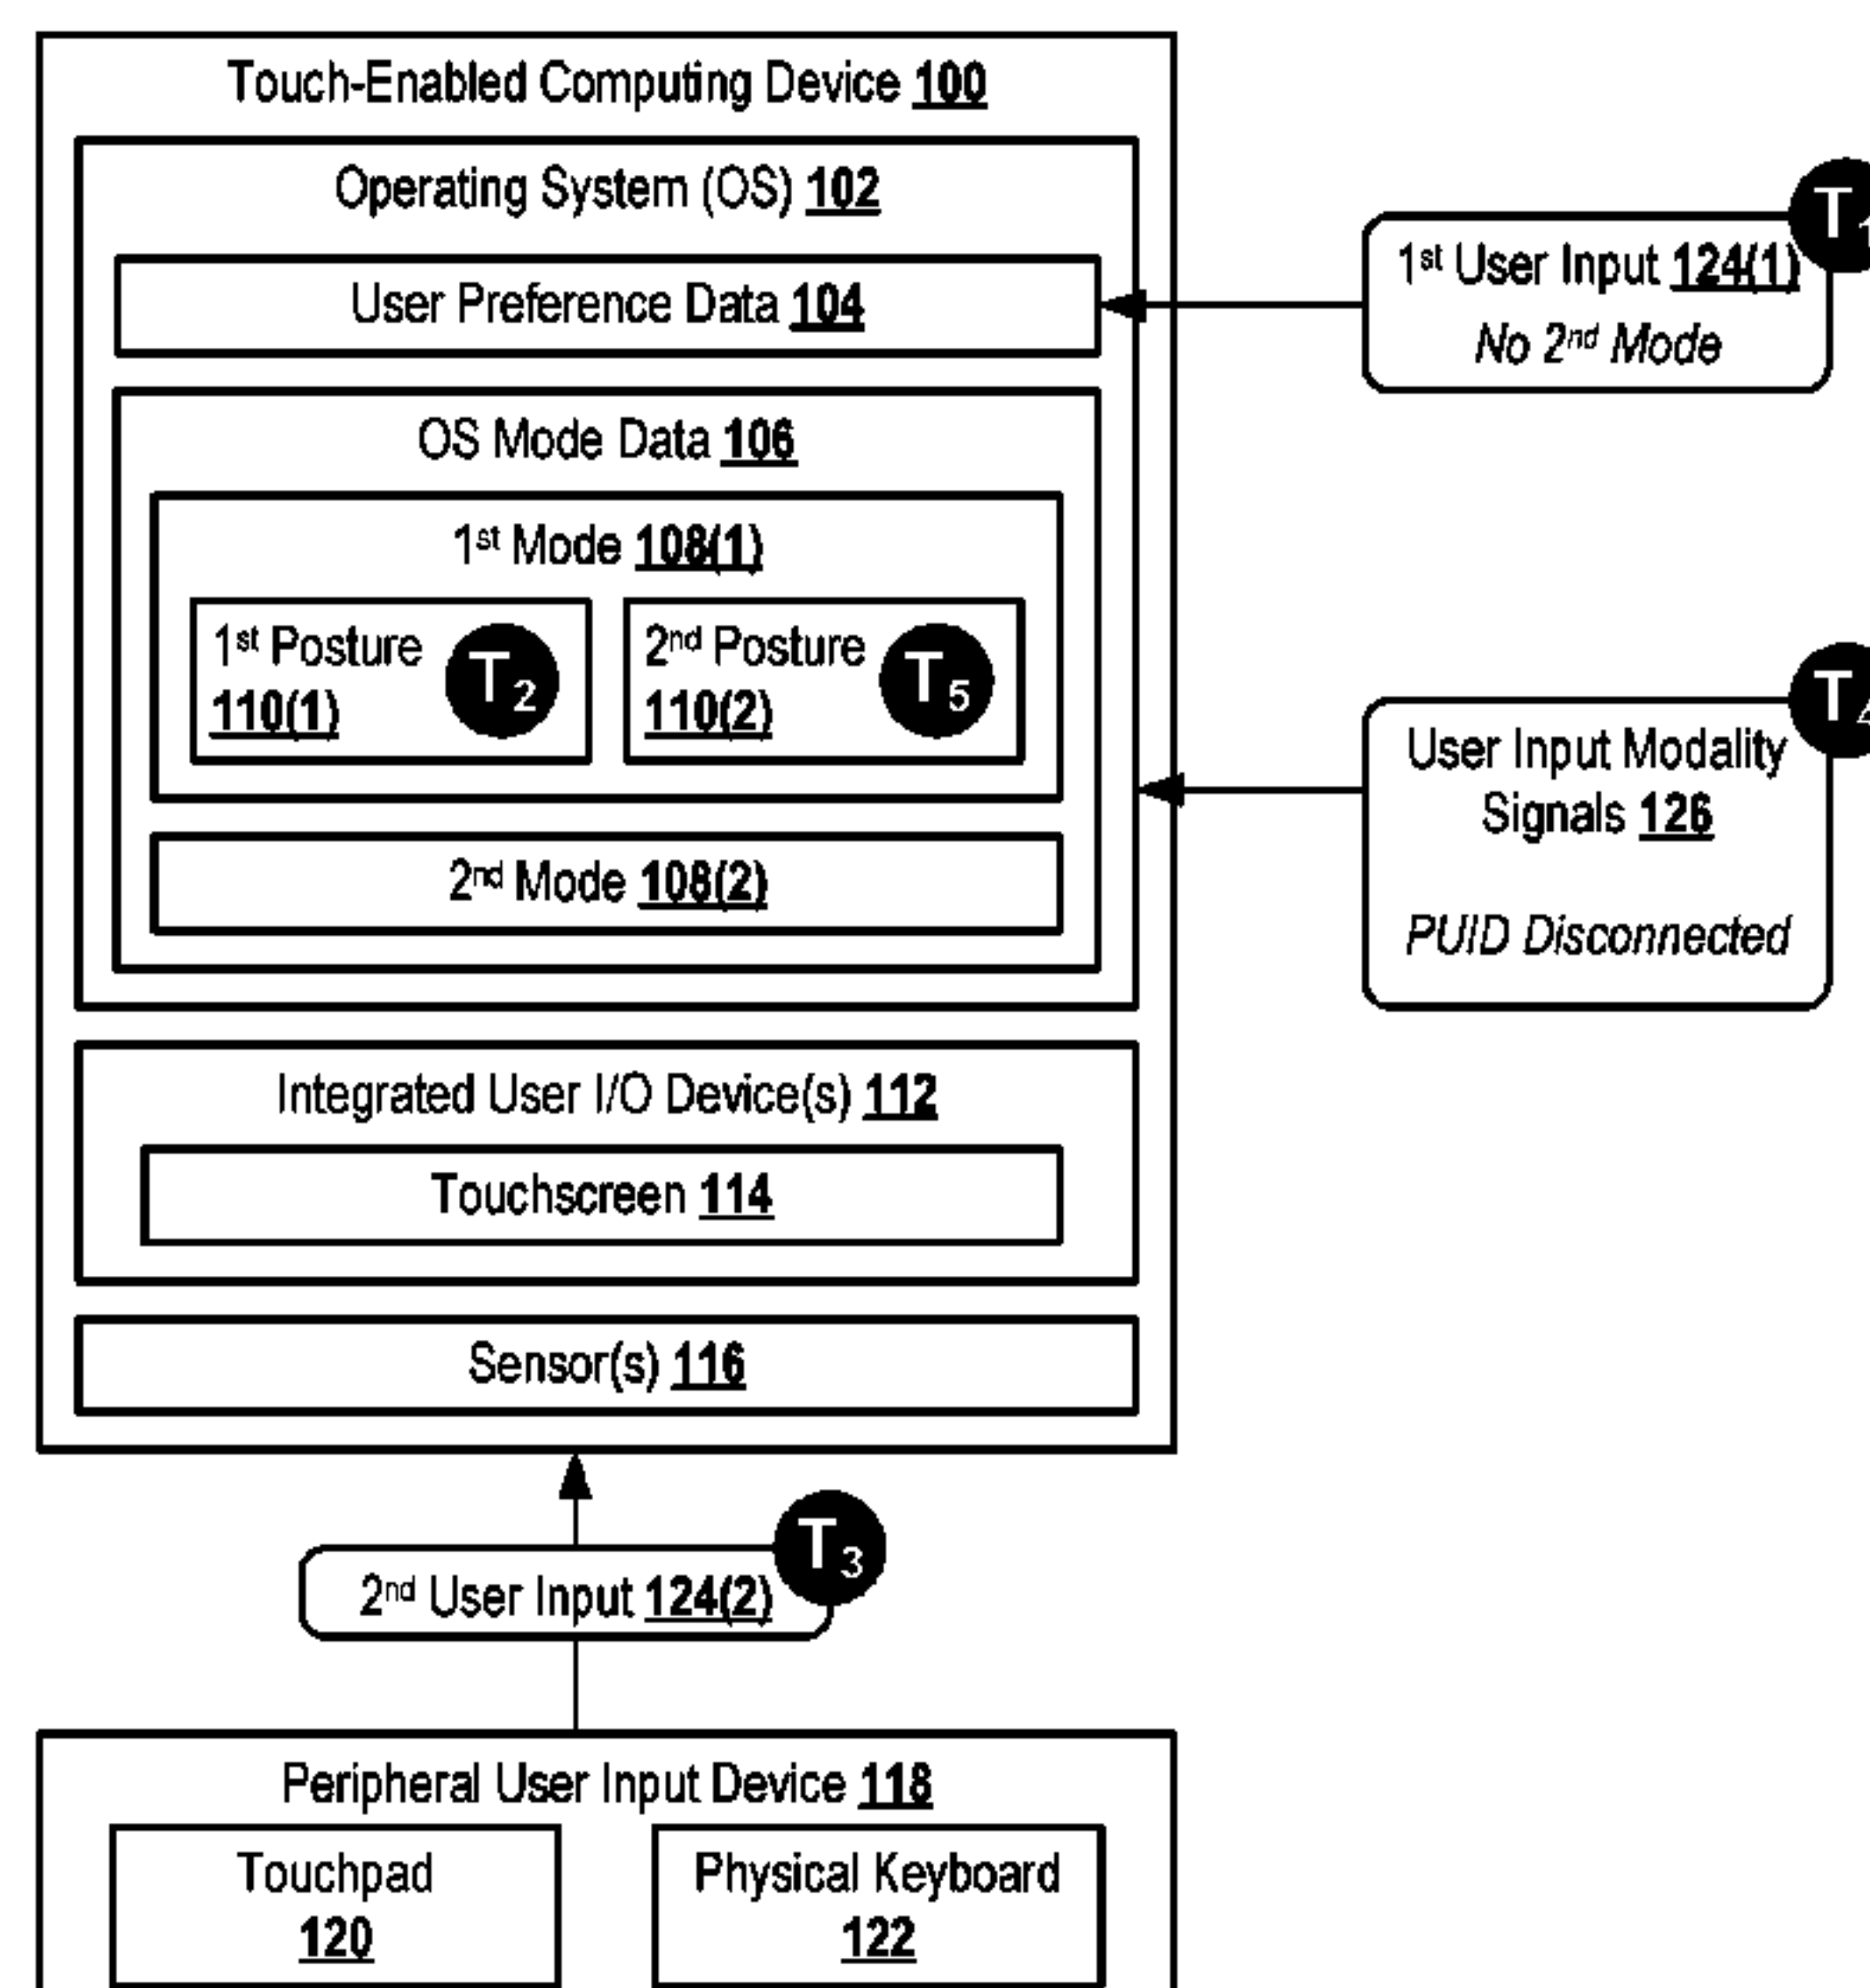 Touch-Enabled Computing Device 100
Operating System (OS) 102
User Preference Data 104
OS Mode Data 106
1st Mode 108(1)
1st Posture
110(1)
T2
2nd Posture
110(2)
T5
2nd Mode 108(2)
Integrated User I/O Device(s) 112
Touchscreen 114
Sensor(s) 116
T1
1st User Input 124(1)
No 2nd Mode
T4
User Input Modality
Signals 126
PUID Disconnected
T3
2nd User Input 124(2)
Peripheral User Input Device 118
Touchpad
120
Physical Keyboard
122